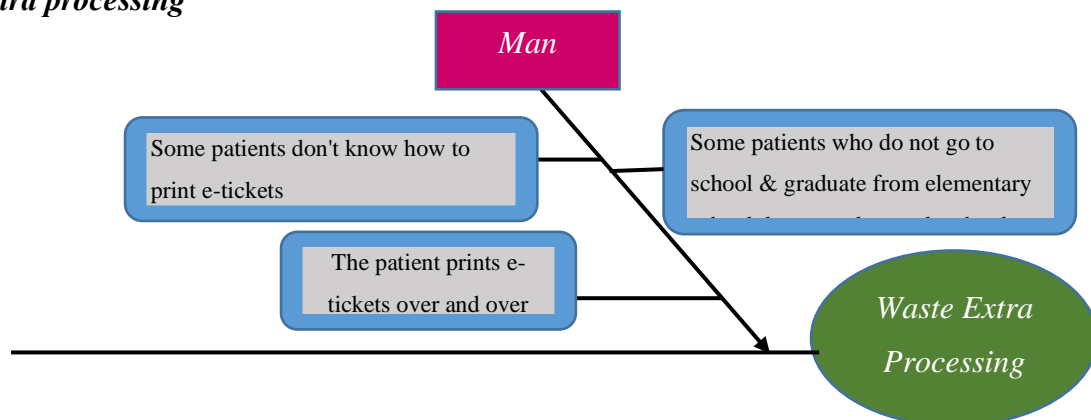 processing
Man
Some patients don't know how to
print e-tickets
Some patients who do not go to
school & graduate from elementary
The patient prints e-
tickets over and over
Waste Extra
Processing